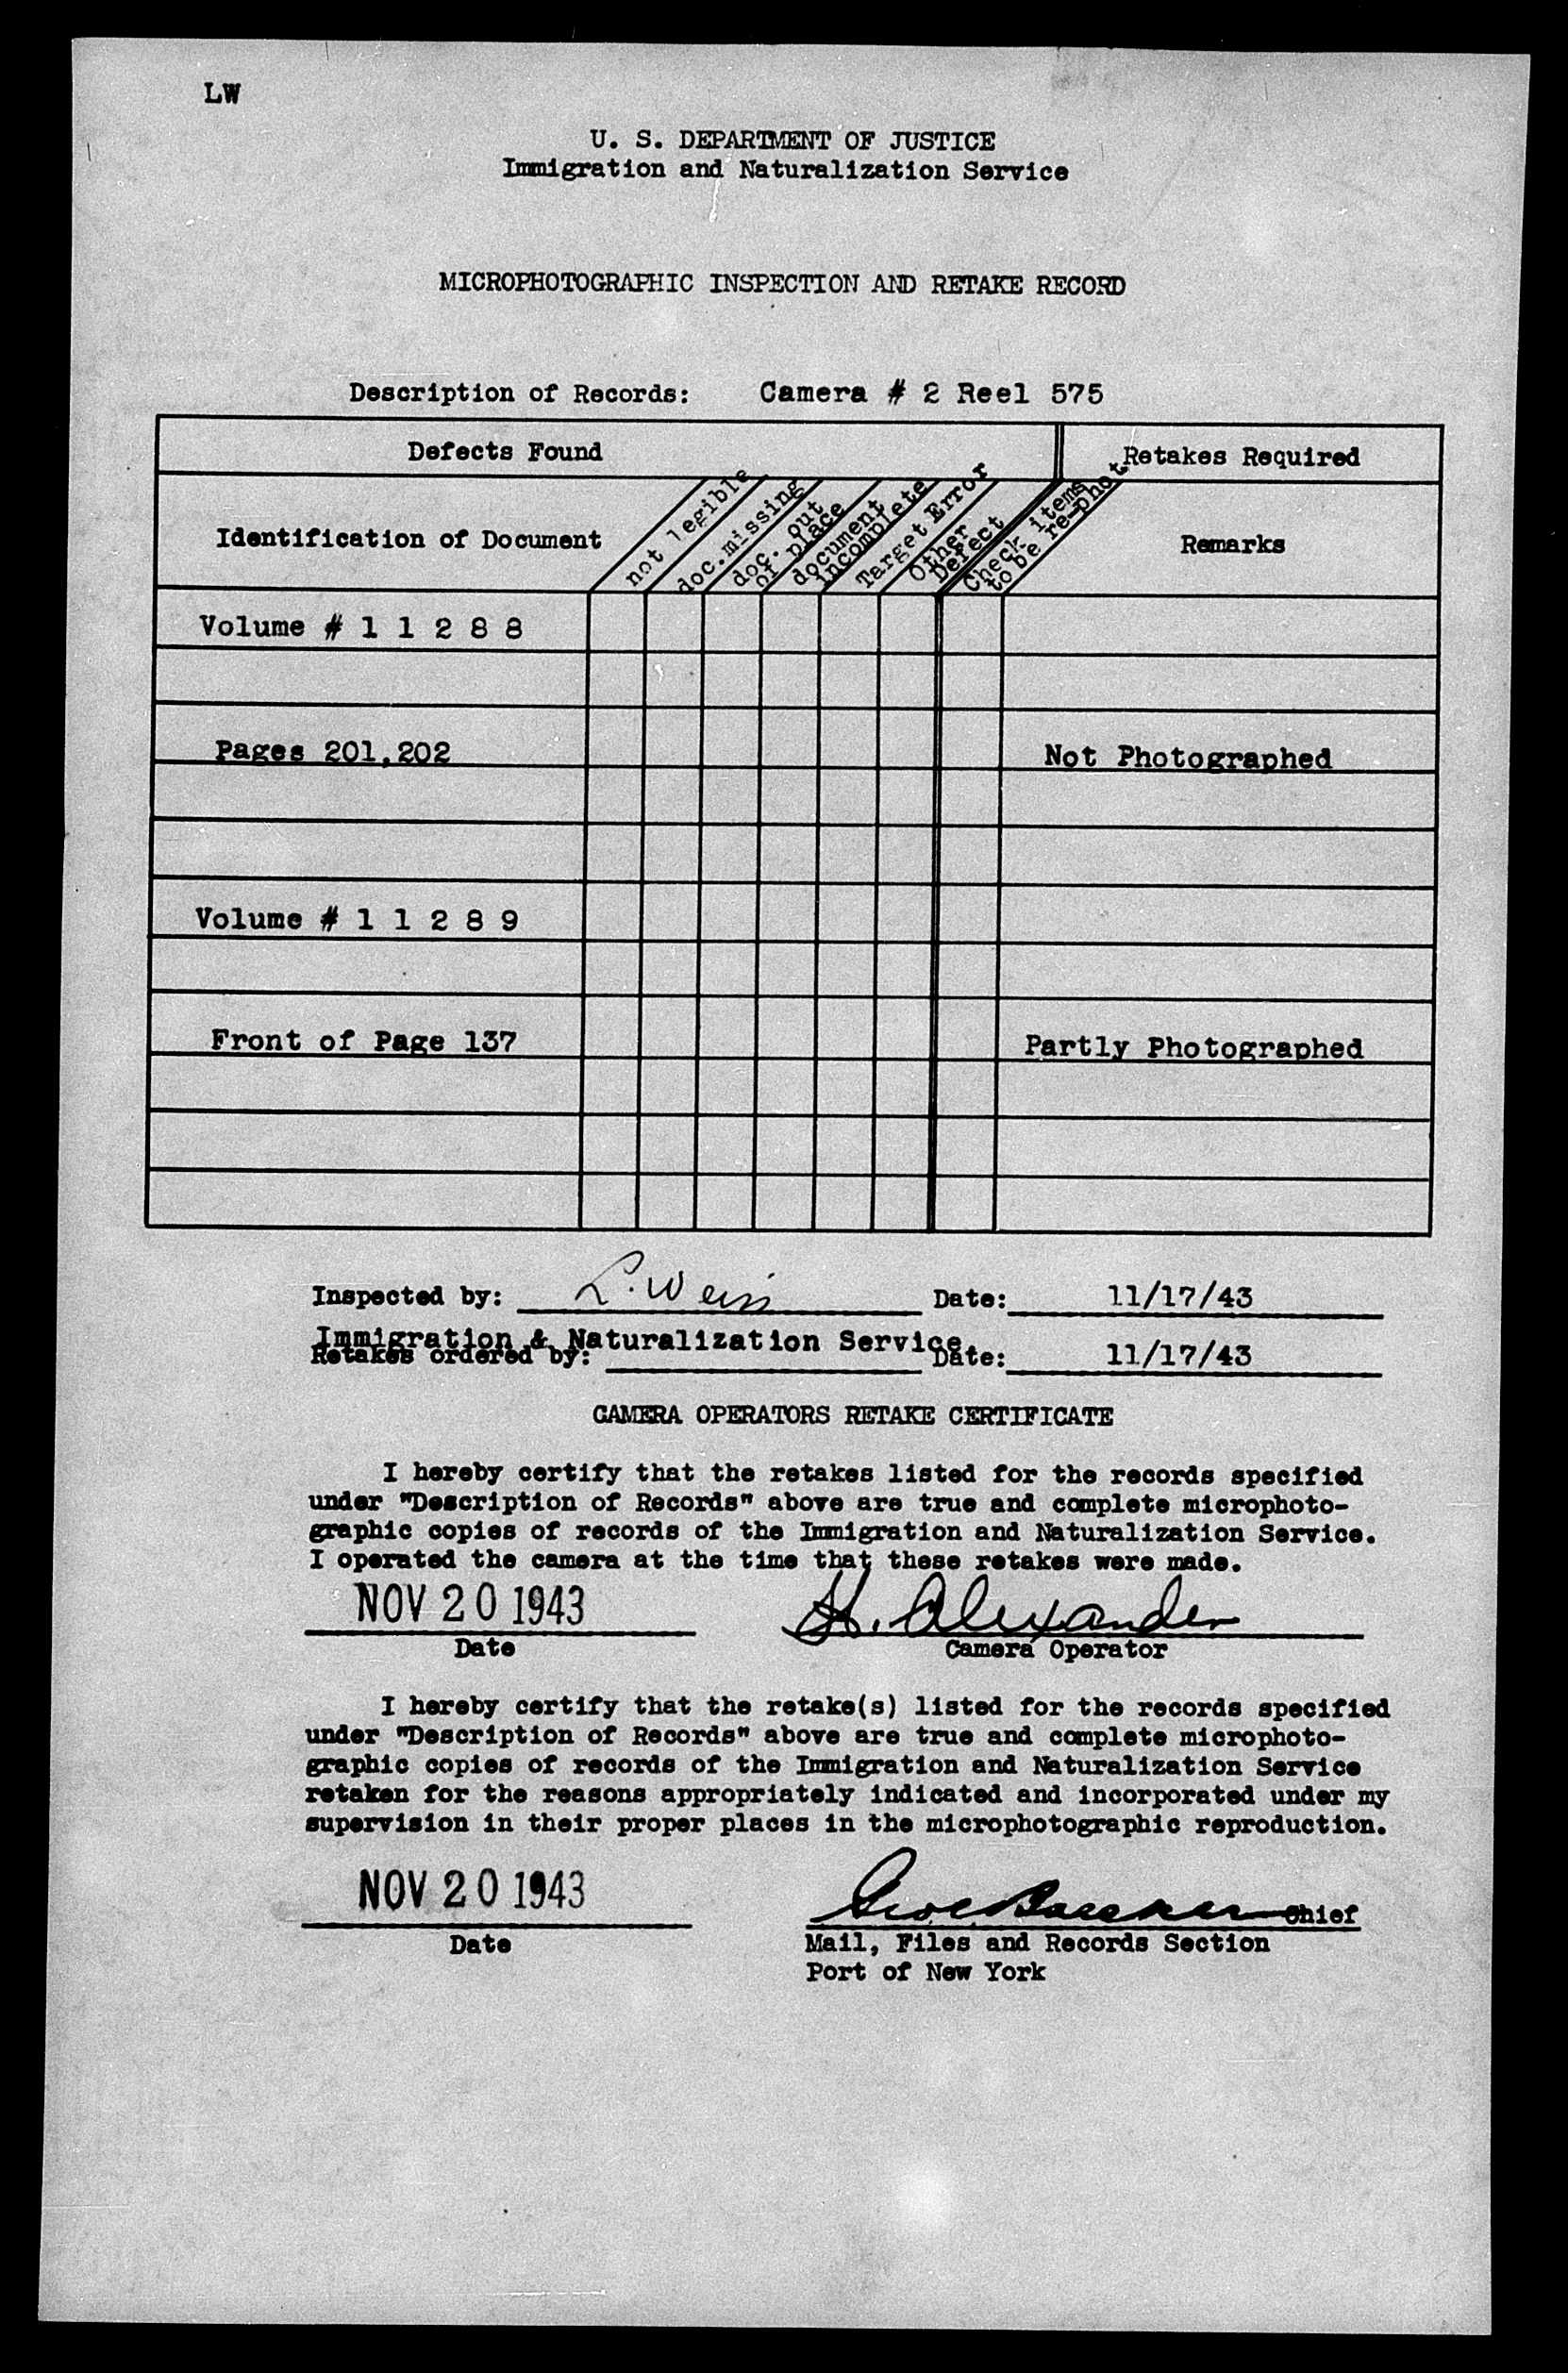 LW
U. S. DEPARTMENT OF JUSTICE
Immigration and Naturalization Service
MICROPHOTOGRAPHIC INSPECTION AND RETAKE RECORD
Description of Records: Camera # 2 Reel 575
Defects Found
Retakes Required
Identification of Document
not legible
doc.missing
doc. out
of place
document
incomplete
Target Error
Other
Defect
Check items
to be re-phot
Remarks
Volume # 1 1 2 8 8
Pages 201,202 Not Photographed
Volume # 1 1 2 8 9
Front of Page 137 Partly Photographed
Inspected by: L. Weiss Date: 11/17/43
Immigration & Naturalization Service.
Retakes ordered by: Date: 11/17/43
CAMERA OPERATORS RETAKE CERTIFICATE
I hereby certify that the retakes listed for the records specified
under "Description of Records" above are true and complete microphoto-
graphic copies of records of the Immigration and Naturalization Service.
I operated the camera at the time that these retakes were made.
NOV 20 1943 H. Alexander
Date Camera Operator
I hereby certify that the retake(s) listed for the records specified
under "Description of Records" above are true and complete microphoto-
graphic copies of records of the Immigration and Naturalization Service
retaken for the reasons appropriately indicated and incorporated under my
supervision in their proper places in the microphotographic reproduction.
NOV 20 1943 Chief
Date Mail, Files and Records Section
Port of New York